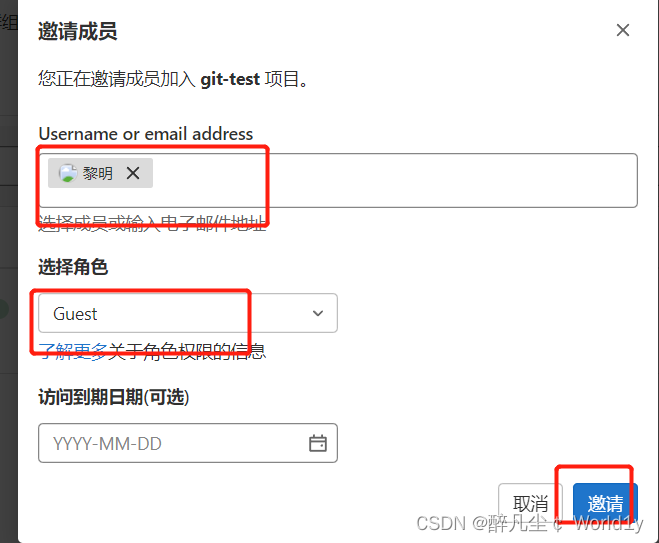 群组
邀请成员
您正在邀请成员加入 git-test 项目。
Username or email address
黎明
选择成员或输入电子邮件地址
选择角色
Guest
了解更多关于角色权限的信息
访问到期日期(可选)
YYYY-MM-DD
取消 邀请
CSDN @醉凡尘 World1y